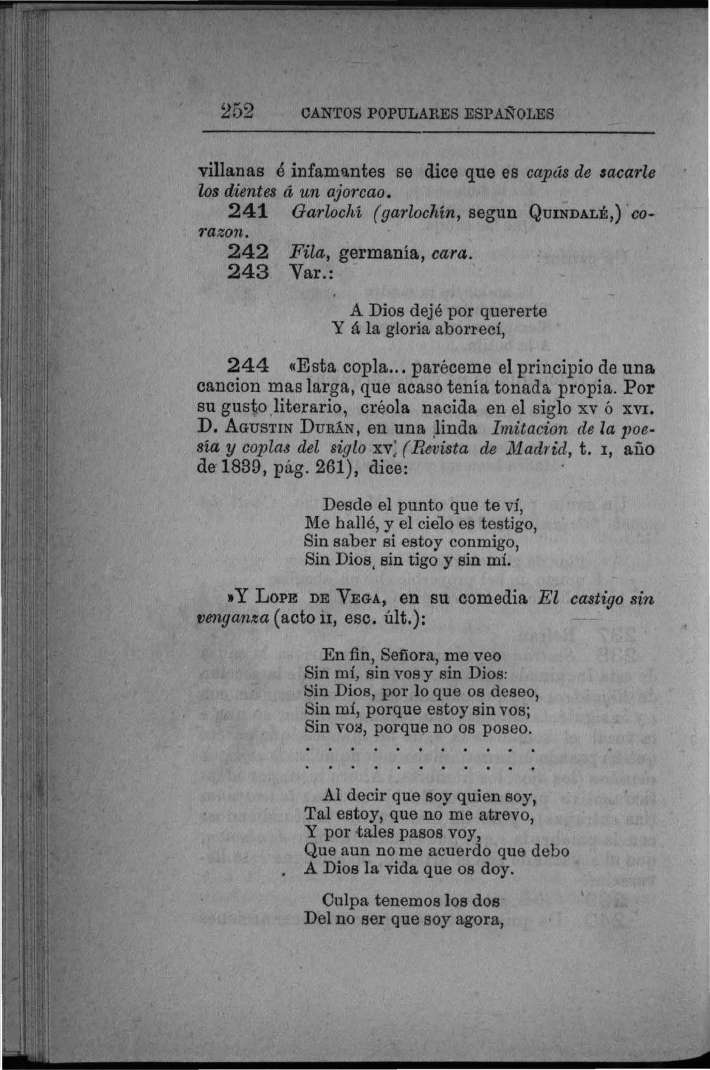 252 CANTOS POPULARES ESPAÑOLES
villanas é infamantes se dice que es capás de sacarle
los dientes á un ajorcao.
241 Garlochí (garlochín, segun QUINDALÉ,) co-
razon.
242 Fila, germanía, cara.
243 Var.:
A Dios dejé por quererte
Y á la gloria aborrecí,
244 «Esta copla... paréceme el principio de una
cancion mas larga, que acaso tenía tonada propia. Por
su gusto literario, créola nacida en el siglo XV ó XVI.
D. AGUSTIN DURÁN, en una linda Imitacion de la poe-
sía y coplas del siglo XV, (Revista de Madrid, t. I, año
de 1839, pág. 261), dice:
Desde el punto que te ví,
Me hallé, y el cielo es testigo,
Sin saber si estoy conmigo,
Sin Dios, sin tigo y sin mí.
»Y LOPE DE VEGA, en su comedia El castigo sin
venganza (acto II, esc. últ.):
En fin, Señora, me veo
Sin mí, sin vos y sin Dios:
Sin Dios, por lo que os deseo,
Sin mí, porque estoy sin vos;
Sin vos, porque no os poseo.
. . . . . . . . . . .
. . . . . . . . . . .
Al decir que soy quien soy,
Tal estoy, que no me atrevo,
Y por tales pasos voy,
Que aun no me acuerdo que debo
A Dios la vida que os doy.
Culpa tenemos los dos
Del no ser que soy agora,